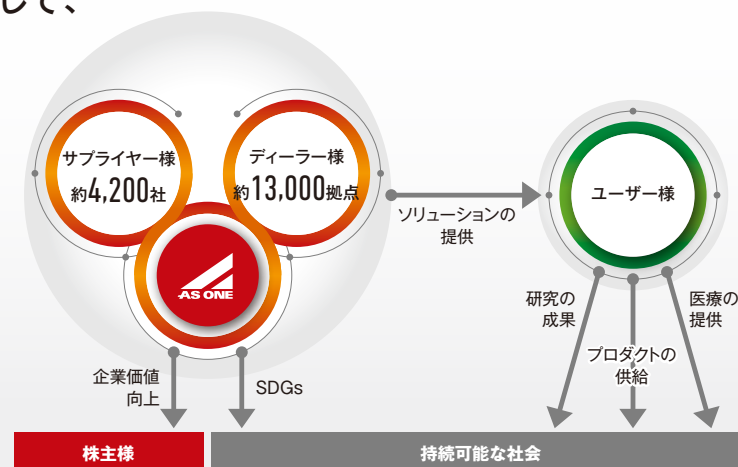 して、
サプライヤー様
約4,200社
ディーラー様
約13,000拠点
AS ONE
ソリューションの
提供
ユーザー様
研究の
成果
プロダクトの
供給
医療の
提供
企業価値
向上
SDGs
株主様
持続可能な社会